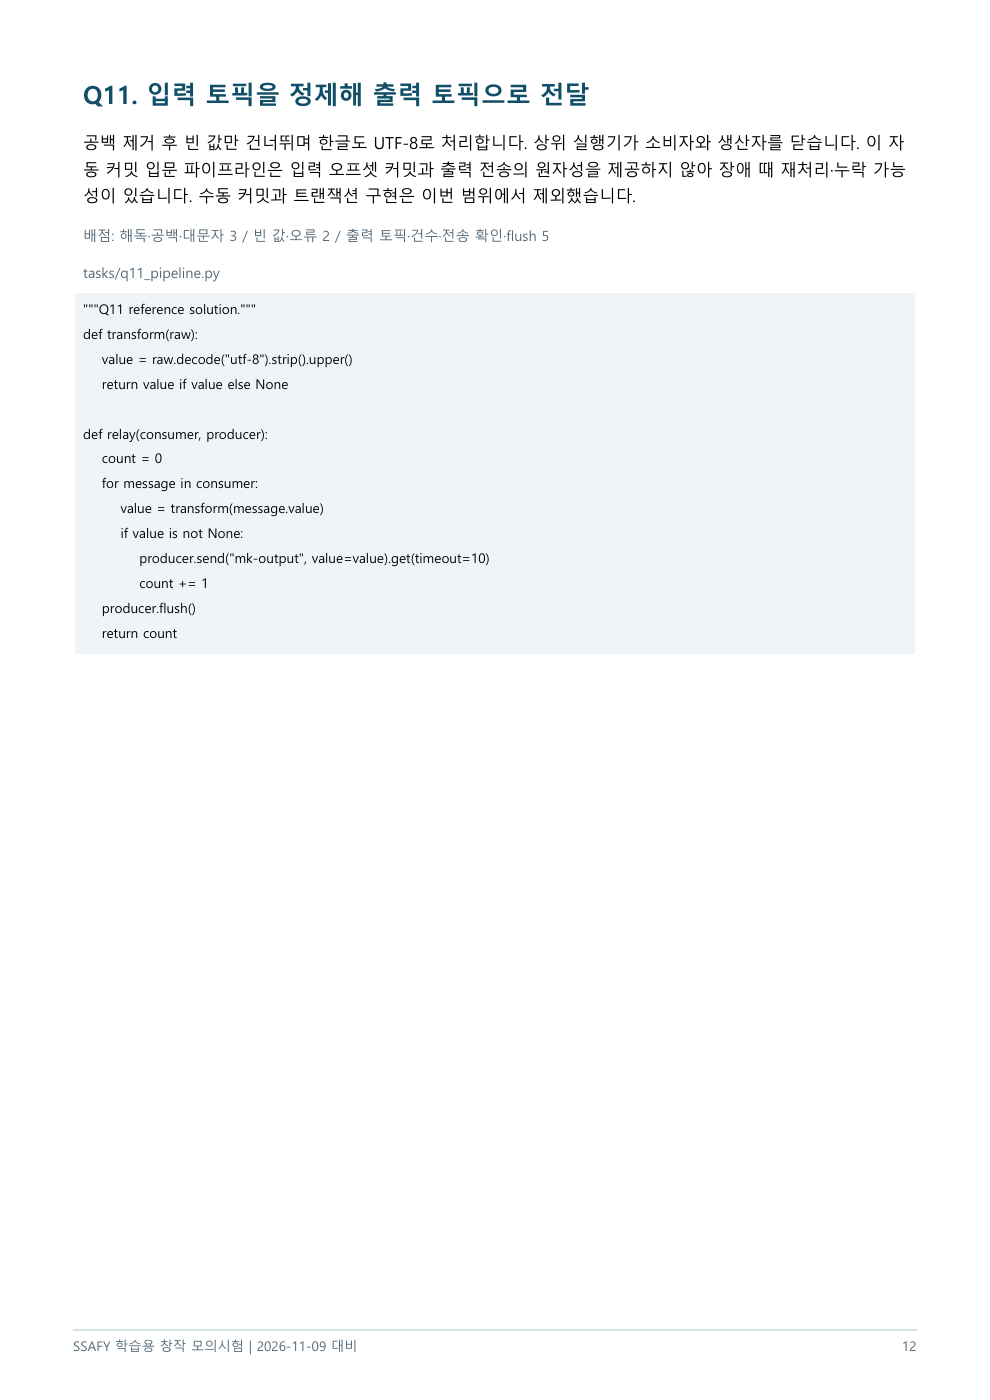 Q11. 입력 토픽을 정제해 출력 토픽으로 전달
공백 제거 후 빈 값만 건너뛰며 한글도 UTF-8로 처리합니다. 상위 실행기가 소비자와 생산자를 닫습니다. 이 자
동 커밋 입문 파이프라인은 입력 오프셋 커밋과 출력 전송의 원자성을 제공하지 않아 장애 때 재처리·누락 가능
성이 있습니다. 수동 커밋과 트랜잭션 구현은 이번 범위에서 제외했습니다.
배점: 해독·공백·대문자 3 / 빈 값·오류 2 / 출력 토픽·건수·전송 확인·flush 5
tasks/q11_pipeline.py
"""Q11 reference solution."""
def transform(raw):
    value = raw.decode("utf-8").strip().upper()
    return value if value else None

def relay(consumer, producer):
    count = 0
    for message in consumer:
        value = transform(message.value)
        if value is not None:
            producer.send("mk-output", value=value).get(timeout=10)
            count += 1
    producer.flush()
    return count
SSAFY 학습용 창작 모의시험 | 2026-11-09 대비
12